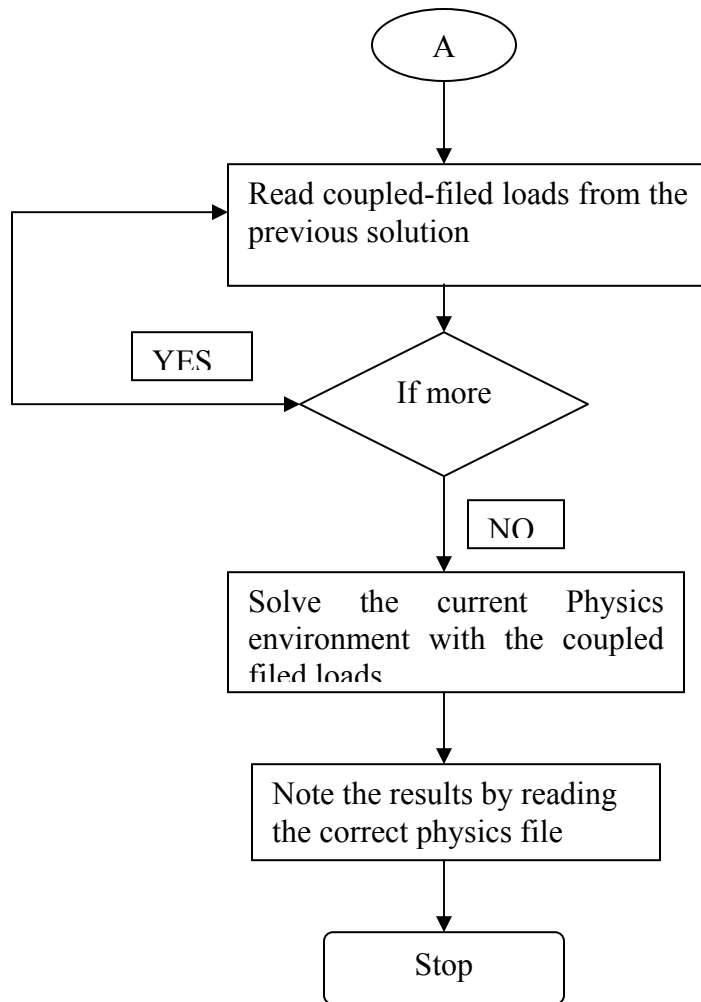 A
Read coupled-filed loads from the
previous solution
YES
If more
NO
Solve the current Physics
environment with the coupled
filed loads
Note the results by reading
the correct physics file
Stop